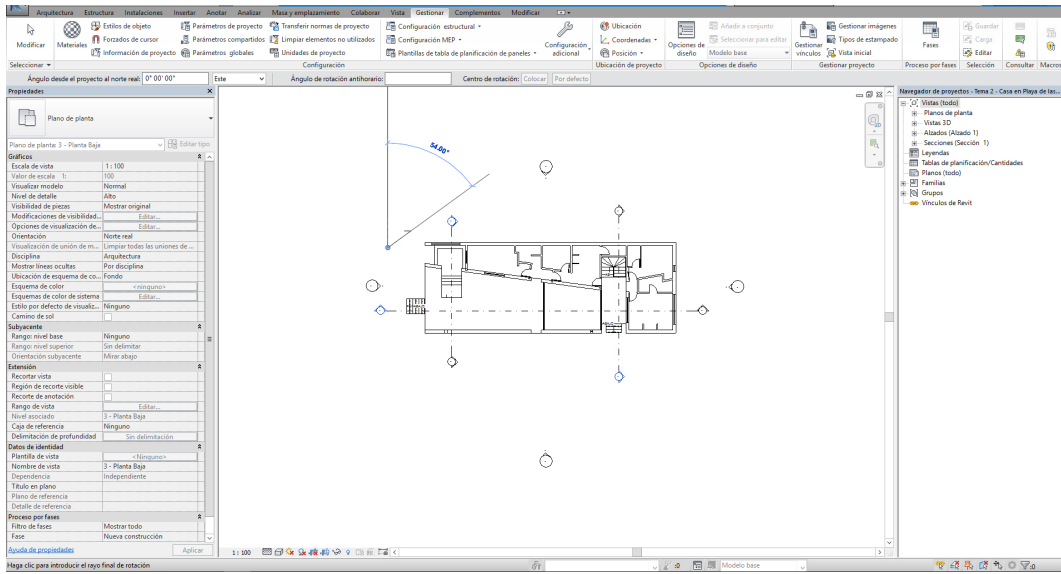 Arquitectura Estructura Instalaciones Insertar Anotar Analizar Masa y emplazamiento Colaborar Vista Gestionar Complementos Modificar
Modificar
Materiales
Estilos de objeto
Forzados de cursor
Información de proyecto
Parámetros de proyecto
Parámetros compartidos
Parámetros globales
Transferir normas de proyecto
Limpiar elementos no utilizados
Unidades de proyecto
Configuración estructural
Configuración MEP
Plantillas de tabla de planificación de paneles
Configuración adicional
Ubicación
Coordenadas
Posición
Opciones de diseño
Añadir a conjunto
Seleccionar para editar
Modelo base
Gestionar vínculos
Gestionar imágenes
Tipos de estampado
Vista inicial
Fases
Guardar
Carga
Editar
Seleccionar
Configuración
Ubicación de proyecto
Opciones de diseño
Gestionar proyecto
Proceso por fases
Selección
Consultar
Macros
Ángulo desde el proyecto al norte real: 0° 00' 00" Este Ángulo de rotación antihorario: Centro de rotación: Colocar Por defecto
Propiedades
Plano de planta
Plano de planta: 3 - Planta Baja Editar tipo
Gráficos
Escala de vista 1 : 100
Valor de escala 1: 100
Visualizar modelo Normal
Nivel de detalle Alto
Visibilidad de piezas Mostrar original
Modificaciones de visibilidad... Editar...
Opciones de visualización de... Editar...
Orientación Norte real
Visualización de unión de m... Limpiar todas las uniones de ...
Disciplina Arquitectura
Mostrar líneas ocultas Por disciplina
Ubicación de esquema de co... Fondo
Esquema de color <ninguno>
Esquemas de color de sistema Editar...
Estilo por defecto de visualiz... Ninguno
Camino de sol
Subyacente
Rango: nivel base Ninguno
Rango: nivel superior Sin delimitar
Orientación subyacente Mirar abajo
Extensión
Recortar vista
Región de recorte visible
Recorte de anotación
Rango de vista Editar...
Nivel asociado 3 - Planta Baja
Caja de referencia Ninguno
Delimitación de profundidad Sin delimitación
Datos de identidad
Plantilla de vista <Ninguno>
Nombre de vista 3 - Planta Baja
Dependencia Independiente
Título en plano
Plano de referencia
Detalle de referencia
Proceso por fases
Filtro de fases Mostrar todo
Fase Nueva construcción
Ayuda de propiedades Aplicar
54.00°
1 : 100
Navegador de proyectos - Tema 2 - Casa en Playa de las...
Vistas (todo)
Planos de planta
Vistas 3D
Alzados (Alzado 1)
Secciones (Sección 1)
Leyendas
Tablas de planificación/Cantidades
Planos (todo)
Familias
Grupos
Vínculos de Revit
Haga clic para introducir el rayo final de rotación
:0
Modelo base
:0